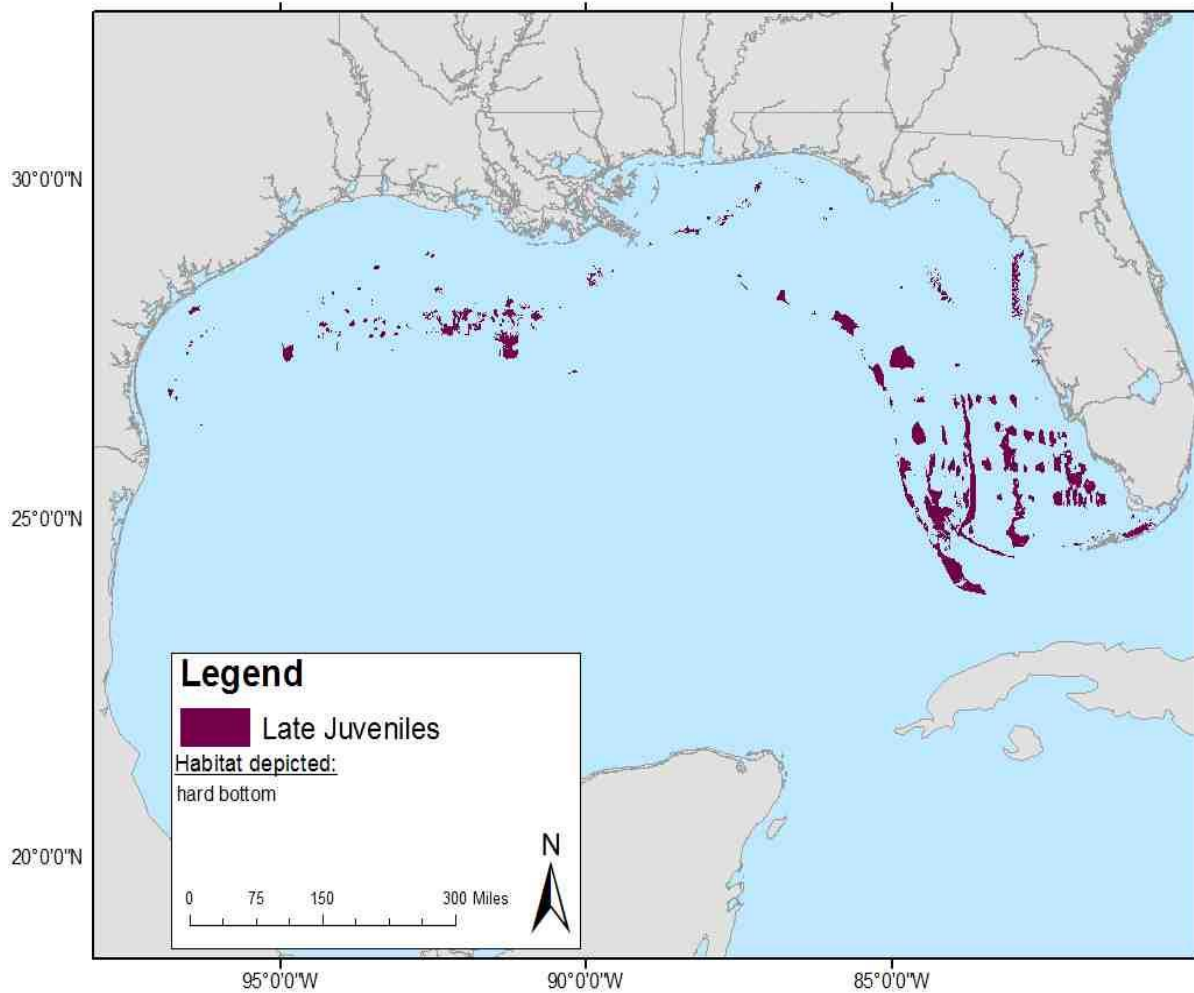 30°0'0"N
25°0'0"N
20°0'0"N
Legend
Late Juveniles
Habitat depicted:
hard bottom
N
0 75 150 300 Miles
95°0'0"W 90°0'0"W 85°0'0"W